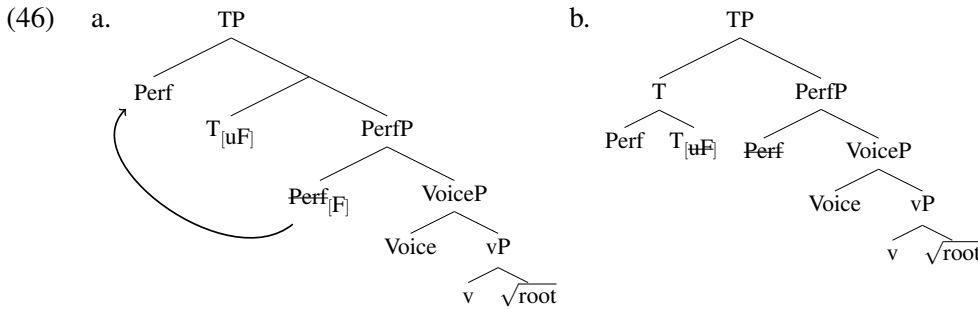 (46) a. TP b. TP
Perf T PerfP
T[uF] PerfP Perf T[uF] Perf VoiceP
Perf[F] VoiceP Voice vP
Voice vP v √root
v √root